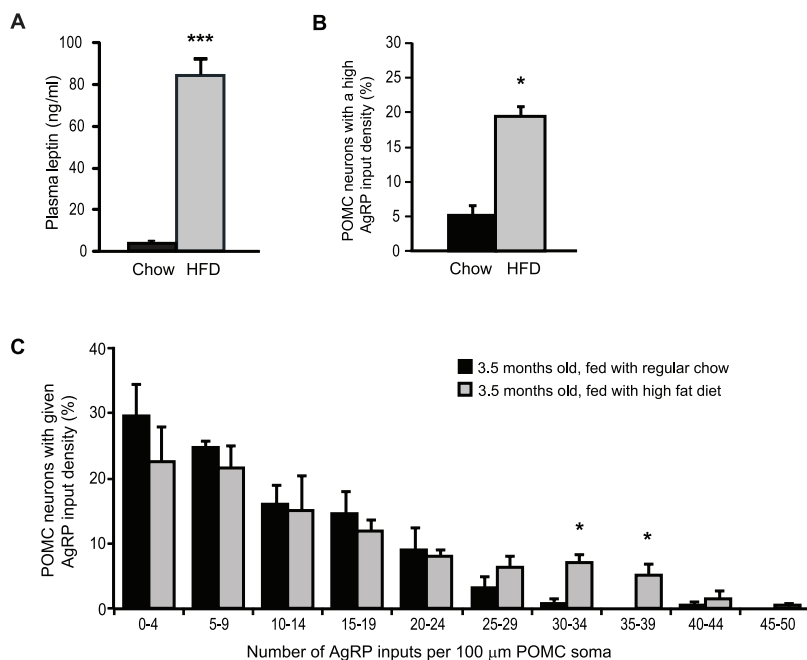 A
Plasma leptin (ng/ml)
100
80
60
40
20
0
***
Chow HFD
B
POMC neurons with a high
AgRP input density (%)
30
25
20
15
10
5
0
*
Chow HFD
C
POMC neurons with given
AgRP input density (%)
40
30
20
10
0
3.5 months old, fed with regular chow
3.5 months old, fed with high fat diet
* *
0-4 5-9 10-14 15-19 20-24 25-29 30-34 35-39 40-44 45-50
Number of AgRP inputs per 100 μm POMC soma